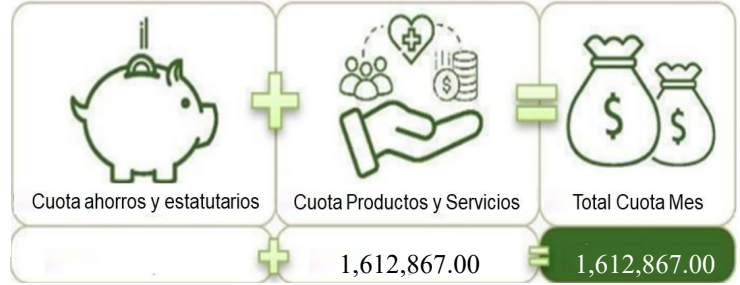 Cuota ahorros y estatutarios Cuota Productos y Servicios Total Cuota Mes
1,612,867.00 1,612,867.00